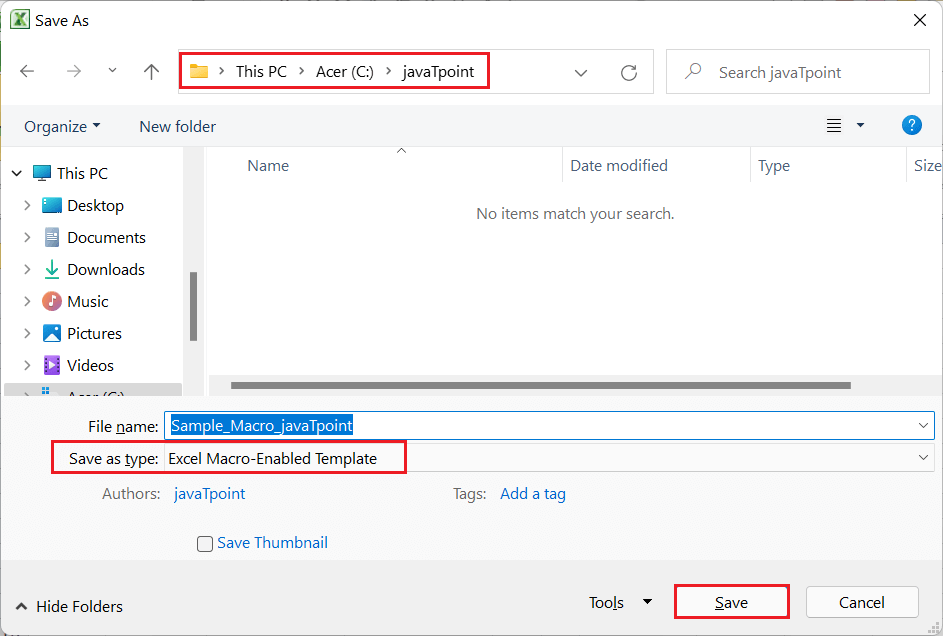 Save As
This PC > Acer (C:) > javaTpoint
Search javaTpoint
Organize New folder
?
Name Date modified Type Size
No items match your search.
This PC
Desktop
Documents
Downloads
Music
Pictures
Videos
Acer (C:)
File name: Sample_Macro_javaTpoint
Save as type: Excel Macro-Enabled Template
Authors: javaTpoint Tags: Add a tag
Save Thumbnail
Hide Folders Tools Save Cancel